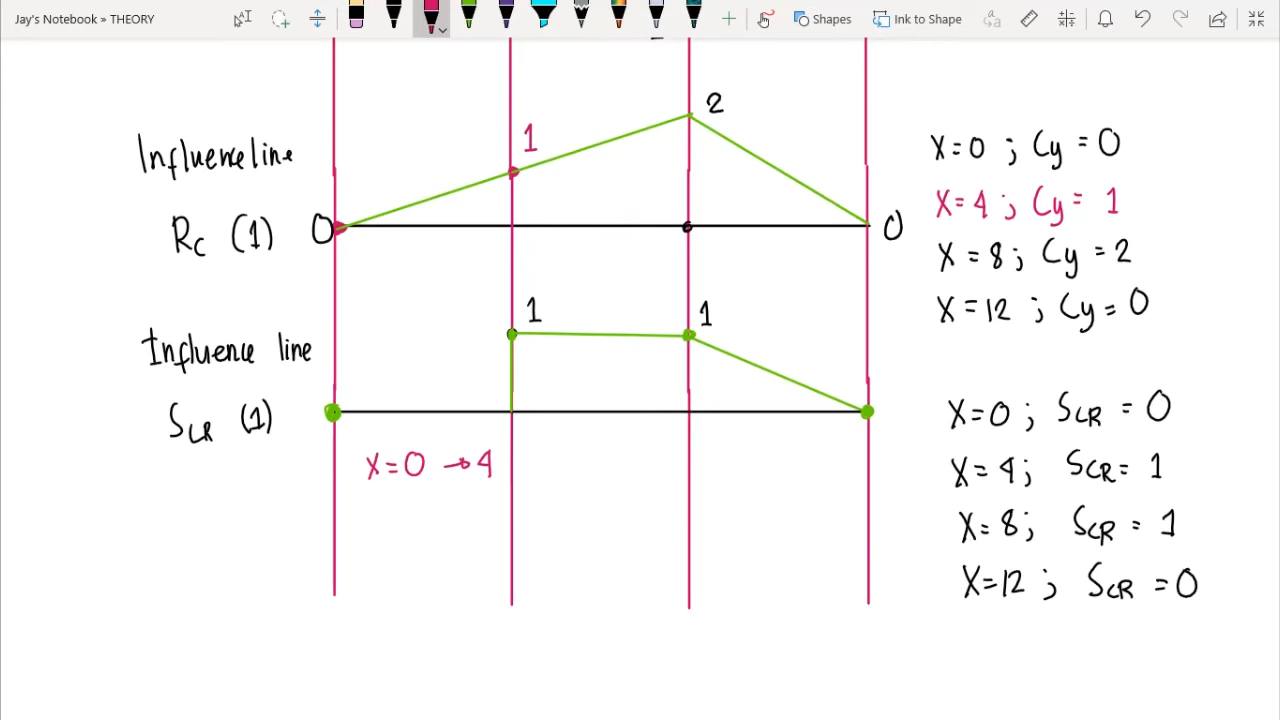 Jay's Notebook » THEORY
Shapes
Ink to Shape
2
1
Influence line
X=0 ; Cy = 0
X=4 ; Cy= 1
Rc (1) 0
0
X = 8; Cy = 2
X=12 ; Cy= 0
1
1
Influence line
SCR (1)
X=0 ; SCR = 0
X=0 → 4
X= 4; SCR= 1
X= 8; SCR = 1
X=12 ; SCR =0